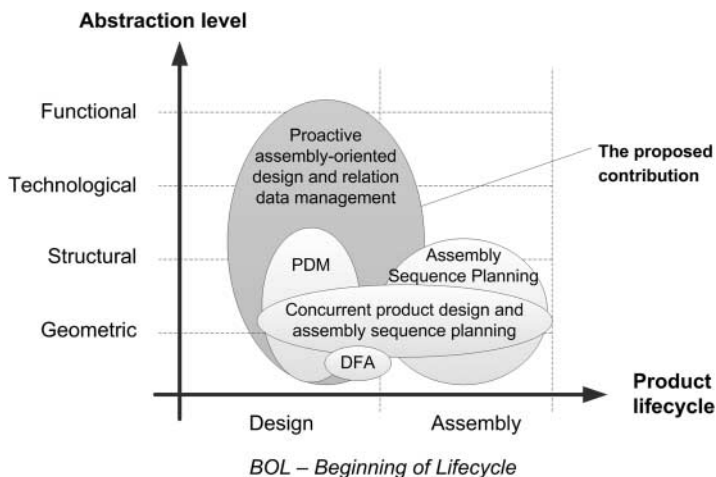 Abstraction level
Functional
Technological
Structural
Geometric
Proactive
assembly-oriented
design and relation
data management
The proposed
contribution
PDM
Assembly
Sequence Planning
Concurrent product design and
assembly sequence planning
DFA
Product
lifecycle
Design
Assembly
BOL – Beginning of Lifecycle